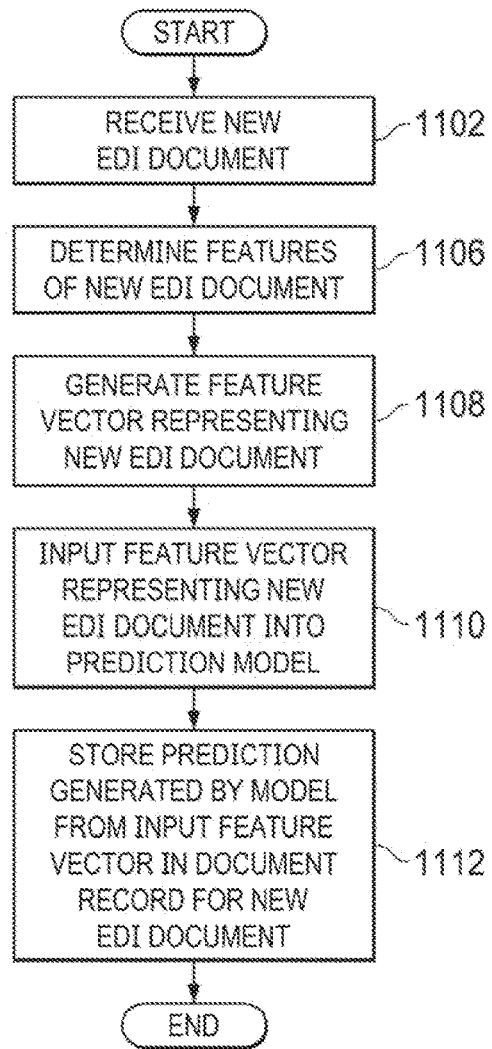 START
RECEIVE NEW
EDI DOCUMENT
1102
DETERMINE FEATURES
OF NEW EDI DOCUMENT
1106
GENERATE FEATURE
VECTOR REPRESENTING
NEW EDI DOCUMENT
1108
INPUT FEATURE VECTOR
REPRESENTING NEW
EDI DOCUMENT INTO
PREDICTION MODEL
1110
STORE PREDICTION
GENERATED BY MODEL
FROM INPUT FEATURE
VECTOR IN DOCUMENT
RECORD FOR NEW
EDI DOCUMENT
1112
END